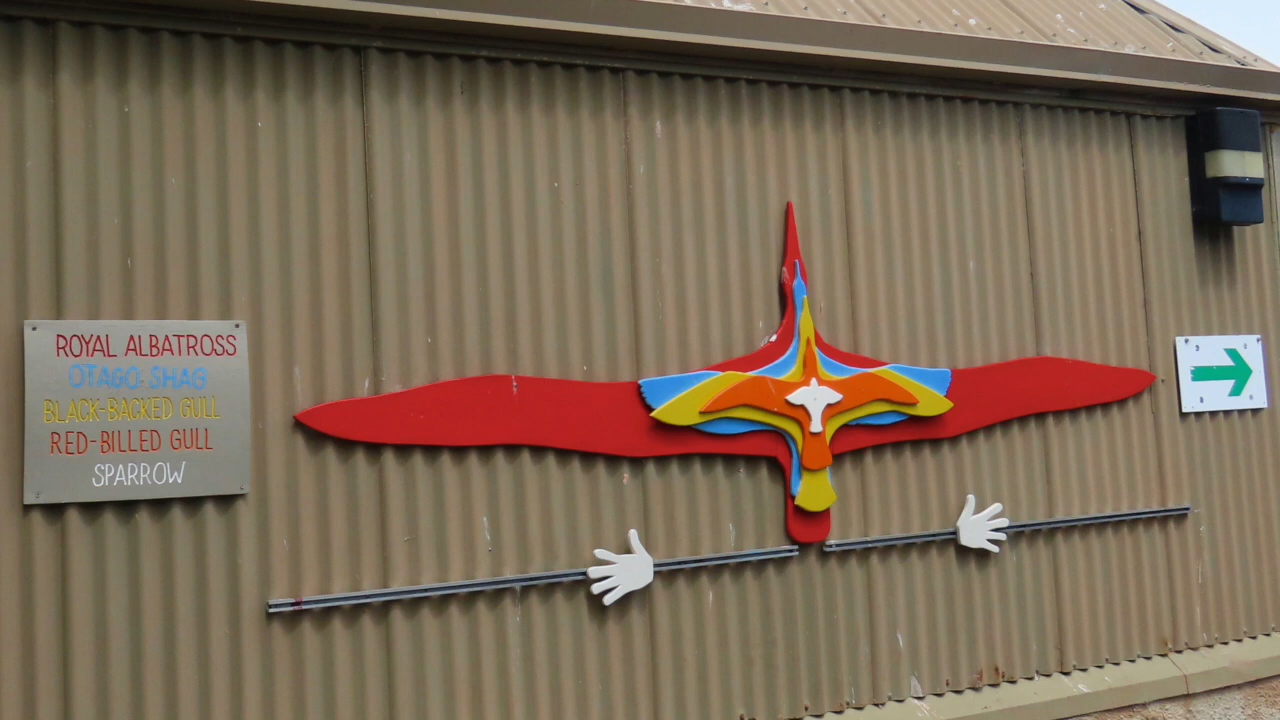 ROYAL ALBATROSS
OTAGO SHAG
BLACK-BACKED GULL
RED-BILLED GULL
SPARROW